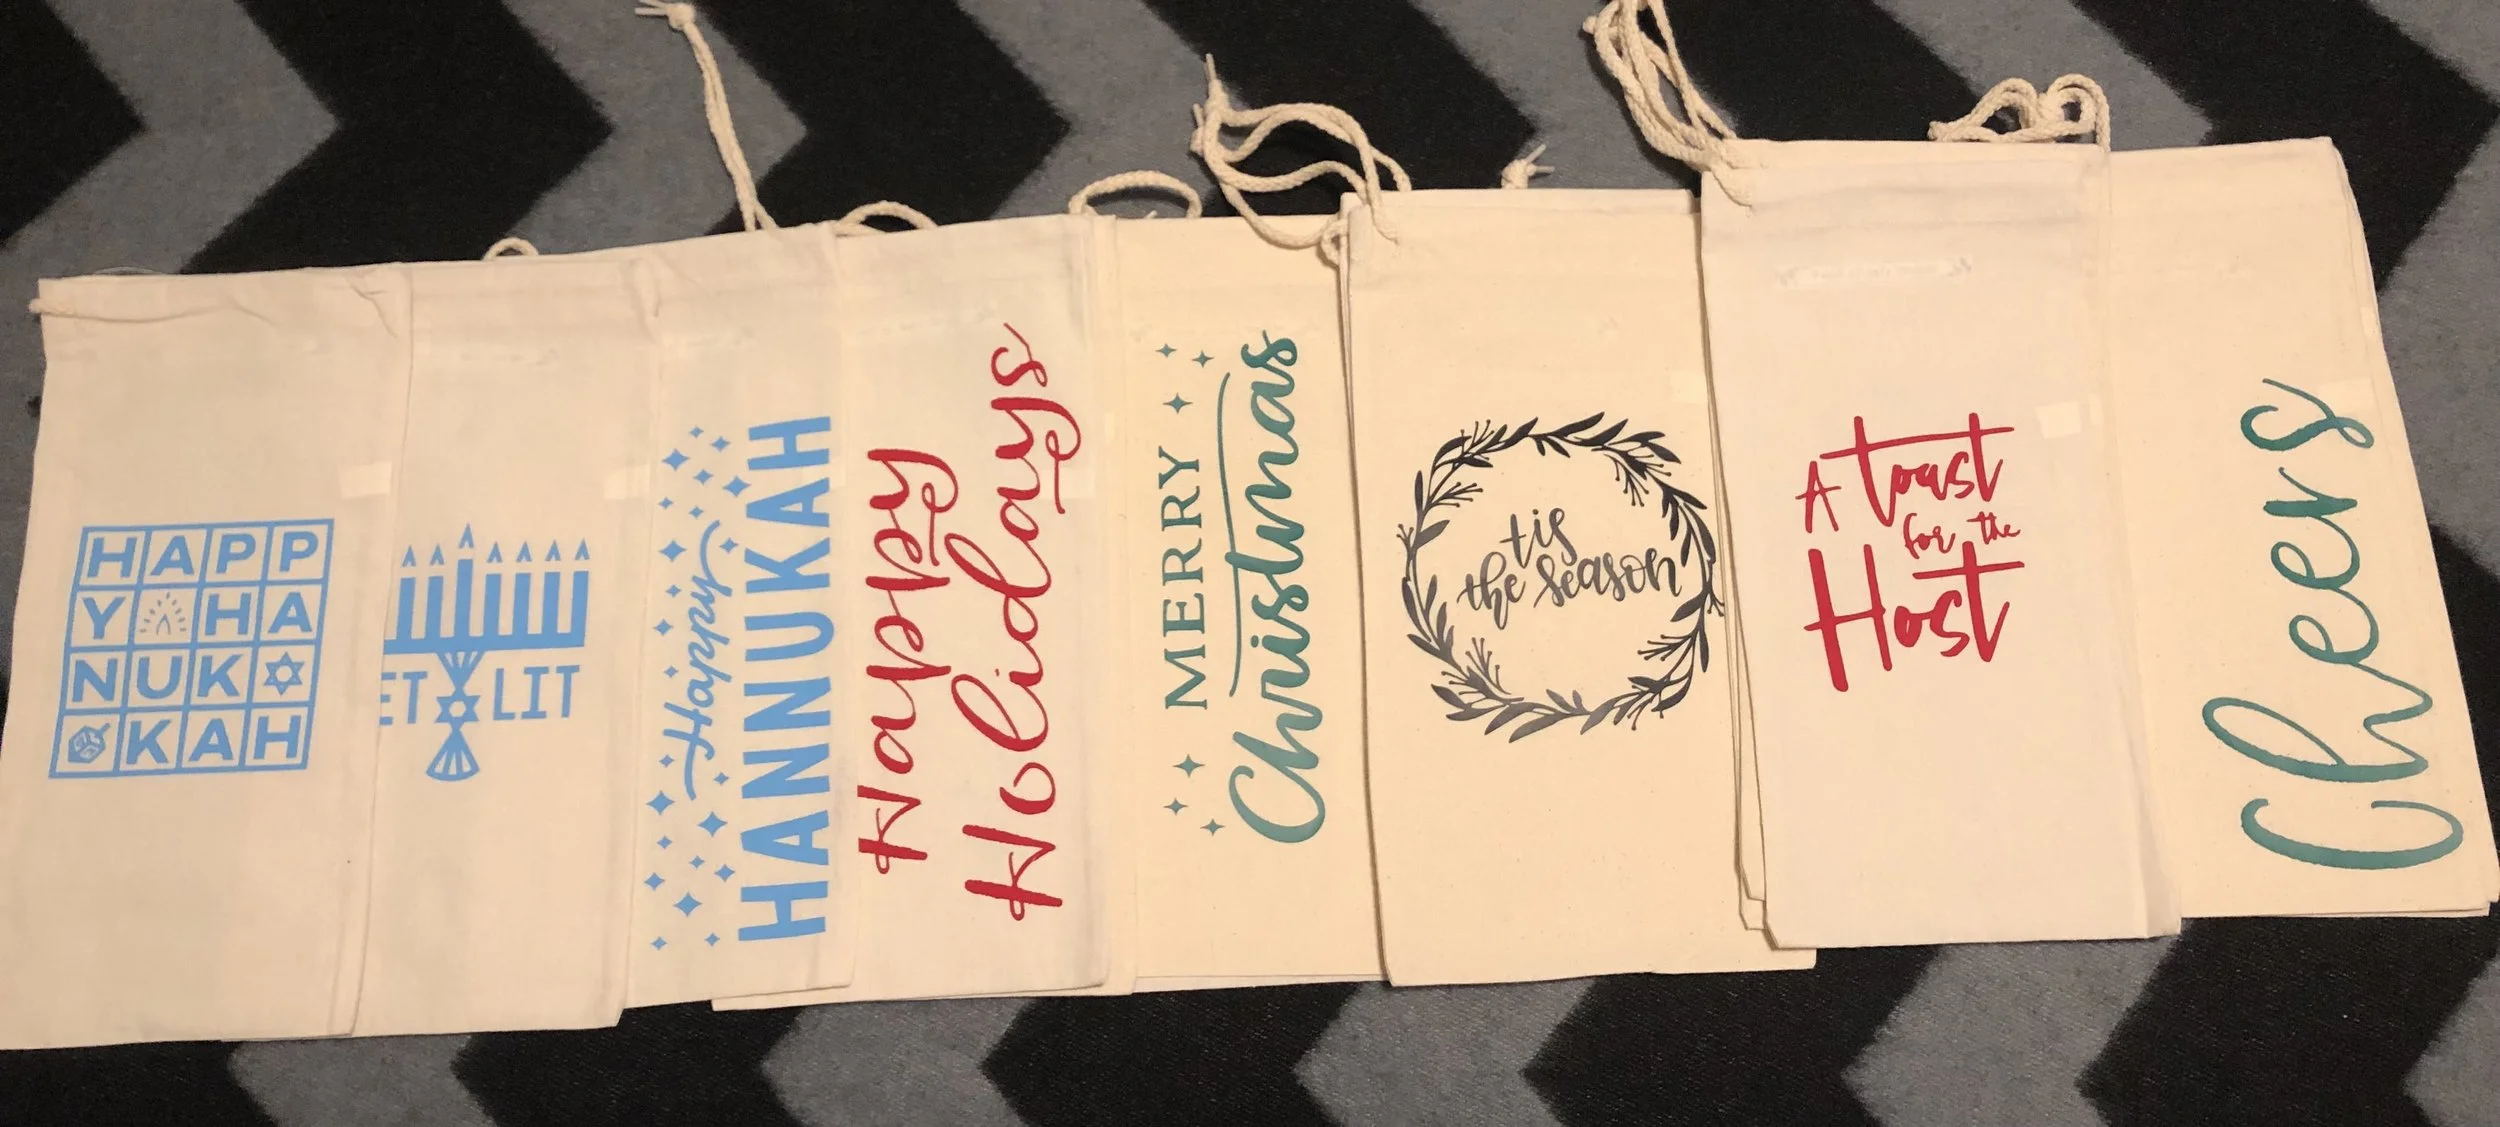 HAPP
Y HA
NUK
KAH
ET LIT
Happy
HANNUKAH
Happy
Holidays
MERRY
Christmas
tis
the season
A Toast
for the
Host
Cheers